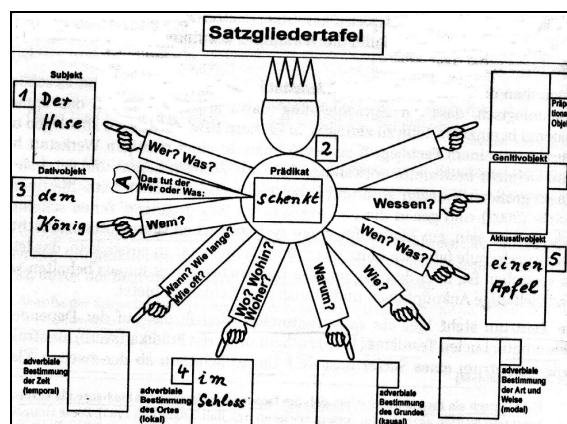 Satzgliedertafel
Subjekt
1
Der
Hase
Wer? Was?
A
Das tut der
Wer oder Was:
Dativobjekt
3
dem
König
Wem?
Wann? Wie lange?
Wie oft?
adverbiale
Bestimmung
der Zeit
(temporal)
4
im
Schloss
adverbiale
Bestimmung
des Ortes
(lokal)
Wo? Wohin?
Woher?
2
Prädikat
schenkt
Warum?
adverbiale
Bestimmung
des Grundes
(kausal)
Wie?
adverbiale
Bestimmung
der Art und
Weise
(modal)
Wen? Was?
Akkusativobjekt
5
einen
Apfel
Wessen?
Genitivobjekt